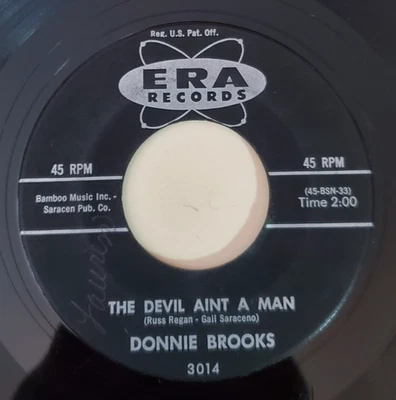 Reg. U.S. Pat. Off.
ERA
RECORDS
45 RPM
45 RPM
Bamboo Music Inc. -
Saracen Pub. Co.
(45-BSN-33)
Time 2:00
THE DEVIL AINT A MAN
(Russ Regan - Gail Saraceno)
DONNIE BROOKS
3014